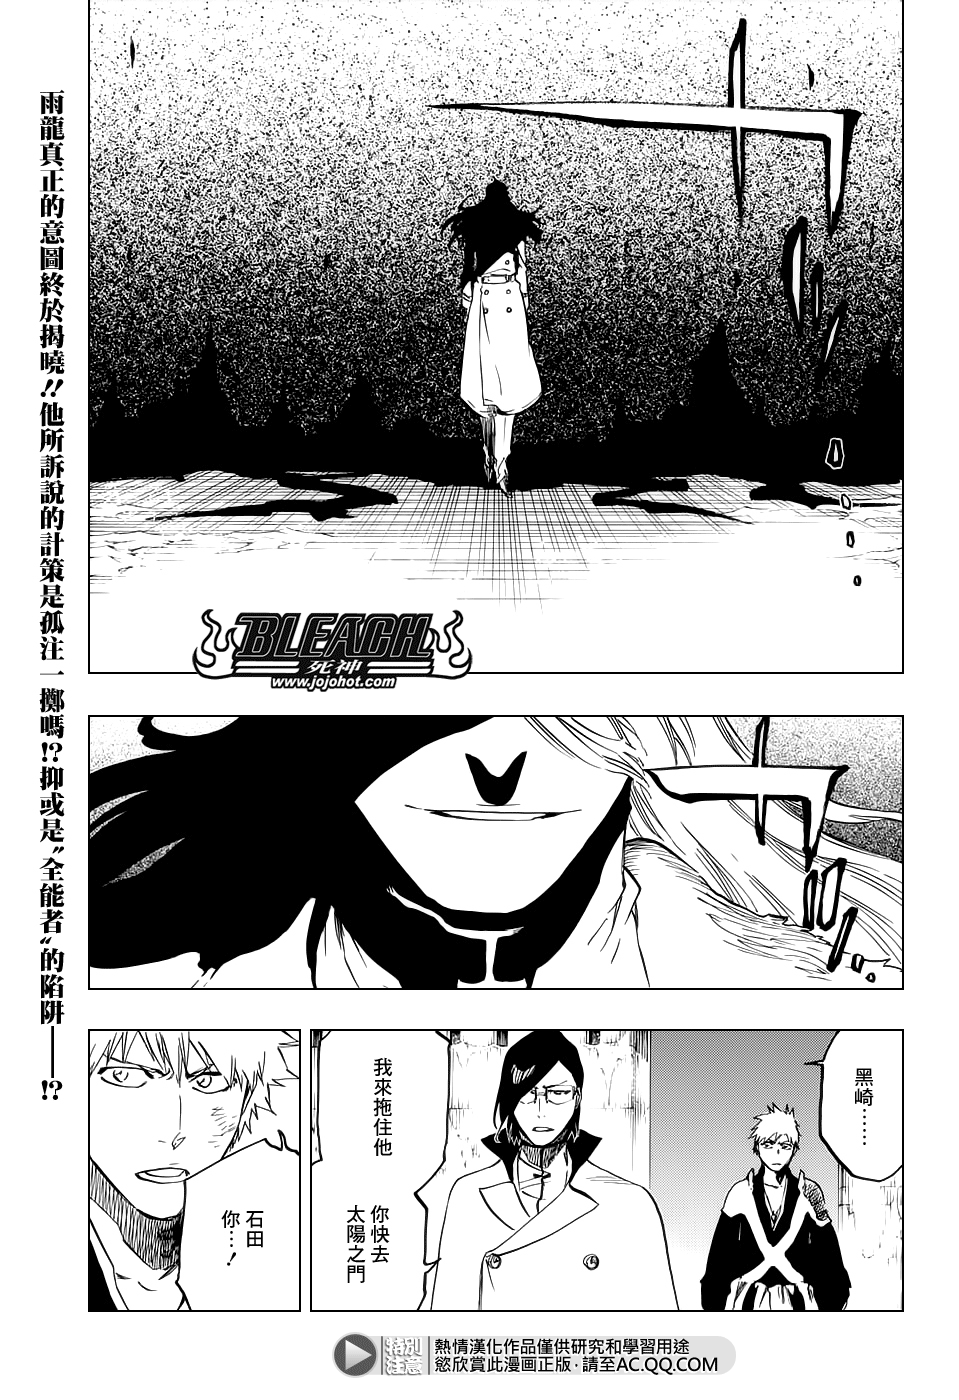 雨龍真正的意圖終於揭曉!!他所訴說的計策是孤注一擲嗎!?抑或是〝全能者〞的陷阱——!?
BLEACH
死神
www.jojohot.com
黑崎……
我來拖住他
你快去
太陽之門
石田
你…!
特別
注意
熱情漢化作品僅供研究和學習用途
慾欣賞此漫画正版·請至AC.QQ.COM